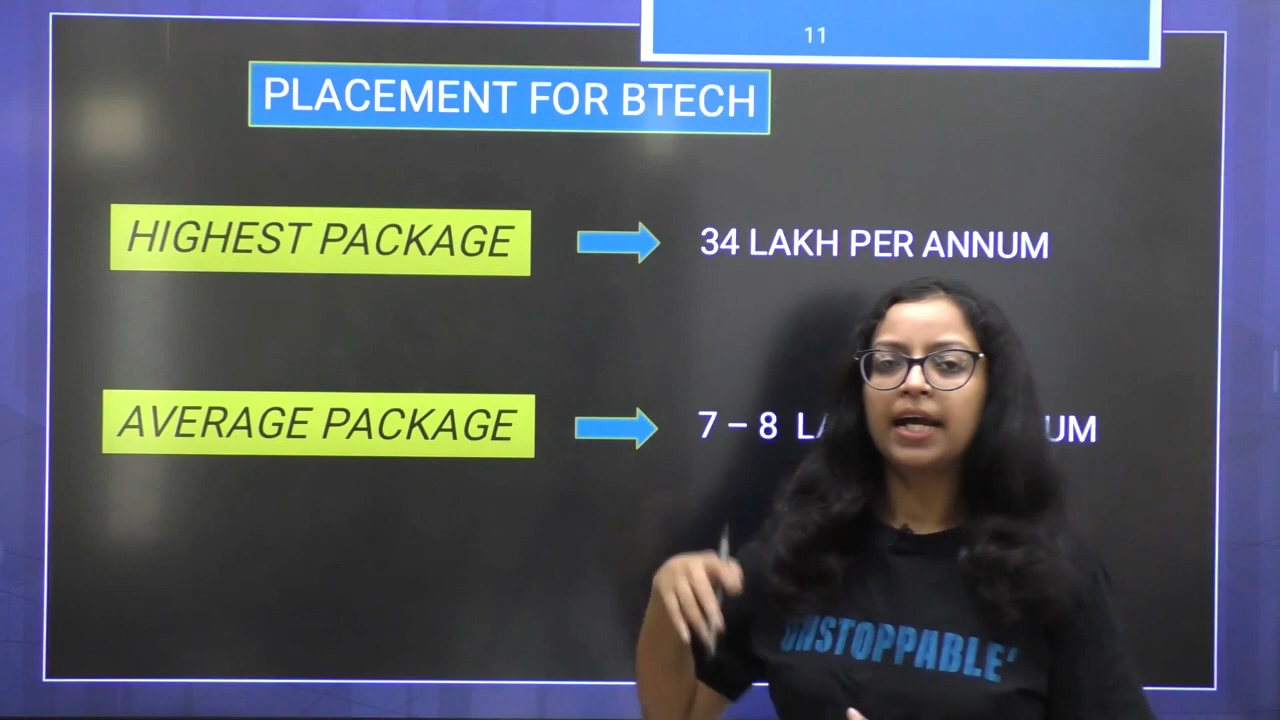 11
PLACEMENT FOR BTECH
HIGHEST PACKAGE
34 LAKH PER ANNUM
AVERAGE PACKAGE
7 – 8
UNSTOPPABLE'